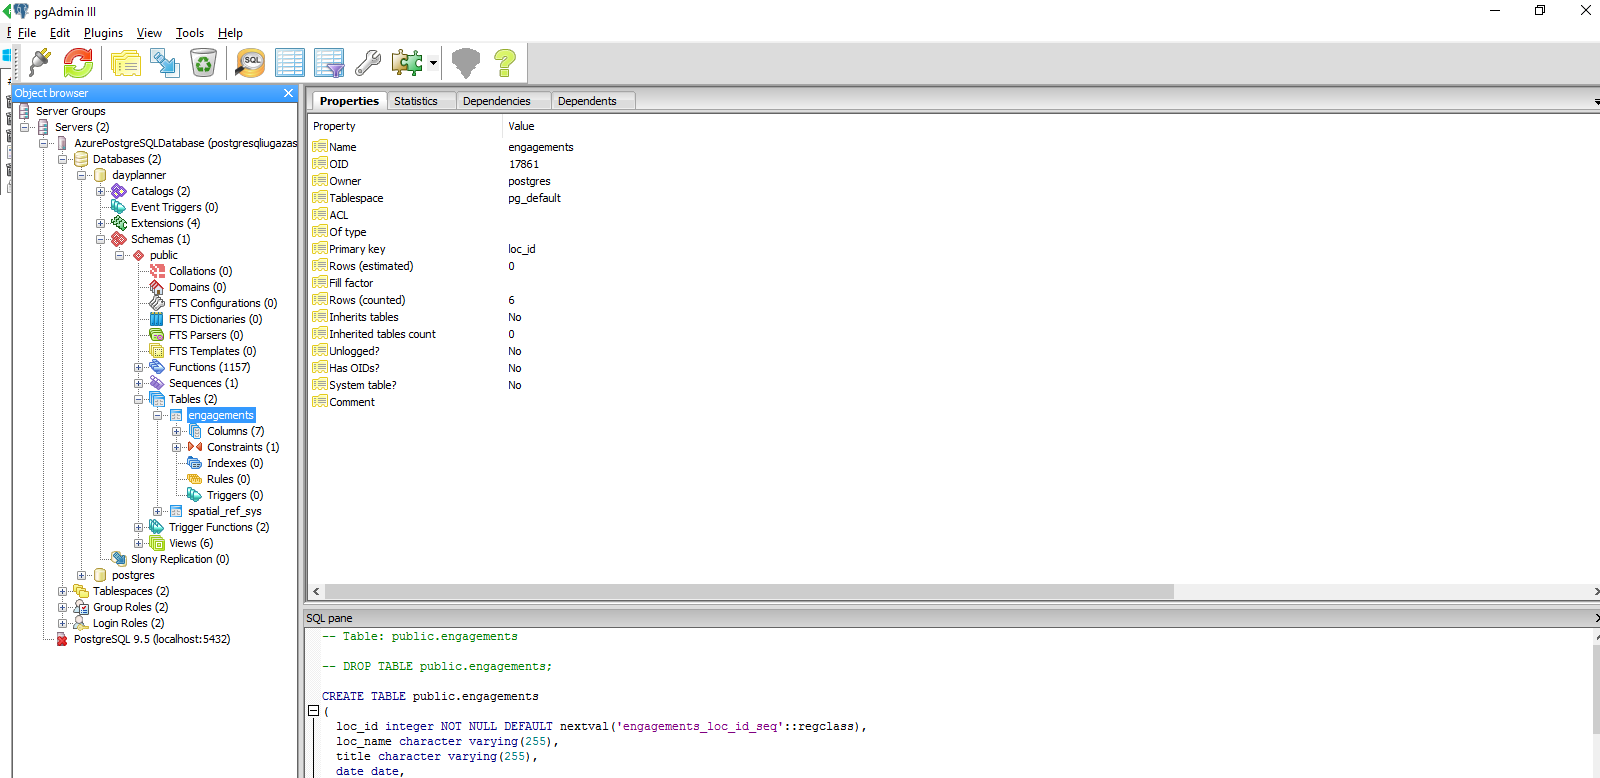 pgAdmin III
File Edit Plugins View Tools Help
SQL
Object browser
Server Groups
Servers (2)
AzurePostgreSQLDatabase (postgresqliugazas
Databases (2)
dayplanner
Catalogs (2)
Event Triggers (0)
Extensions (4)
Schemas (1)
public
Collations (0)
Domains (0)
FTS Configurations (0)
FTS Dictionaries (0)
FTS Parsers (0)
FTS Templates (0)
Functions (1157)
Sequences (1)
Tables (2)
engagements
Columns (7)
Constraints (1)
Indexes (0)
Rules (0)
Triggers (0)
spatial_ref_sys
Trigger Functions (2)
Views (6)
Slony Replication (0)
postgres
Tablespaces (2)
Group Roles (2)
Login Roles (2)
PostgreSQL 9.5 (localhost:5432)
Properties Statistics Dependencies Dependents
Property Value
Name engagements
OID 17861
Owner postgres
Tablespace pg_default
ACL
Of type
Primary key loc_id
Rows (estimated) 0
Fill factor
Rows (counted) 6
Inherits tables No
Inherited tables count 0
Unlogged? No
Has OIDs? No
System table? No
Comment
SQL pane
-- Table: public.engagements
-- DROP TABLE public.engagements;
CREATE TABLE public.engagements
(
loc_id integer NOT NULL DEFAULT nextval('engagements_loc_id_seq'::regclass),
loc_name character varying(255),
title character varying(255),
date date,